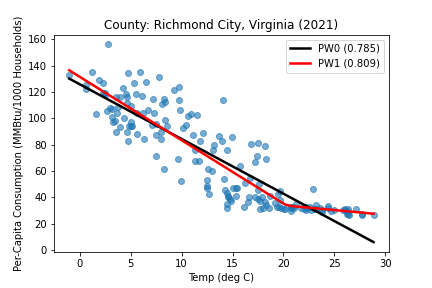 County: Richmond City, Virginia (2021)
Per-Capita Consumption (MMBtu/1000 Households)
160
140
120
100
80
60
40
20
0
PW0 (0.785)
PW1 (0.809)
0 5 10 15 20 25 30
Temp (deg C)